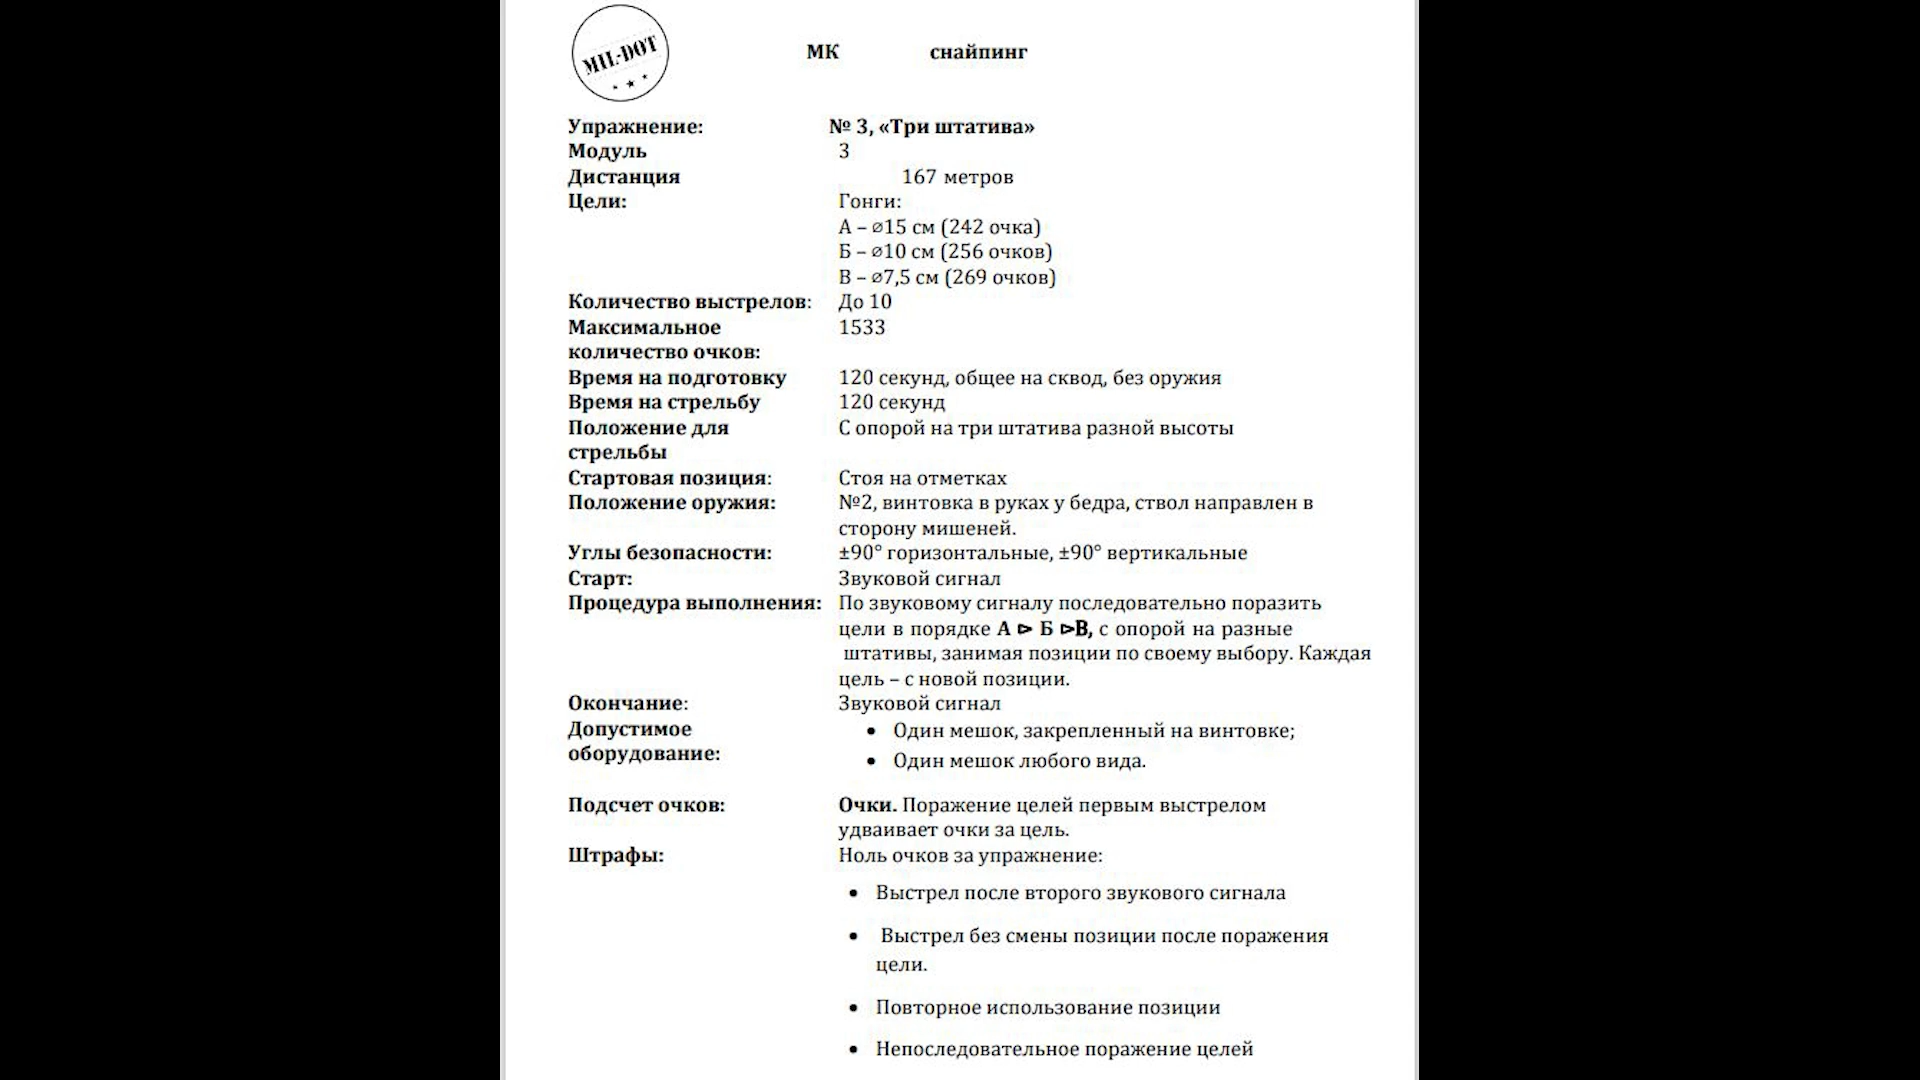 MIL-DOT
МК снайпинг
Упражнение: № 3, «Три штатива»
Модуль 3
Дистанция 167 метров
Цели: Гонги:
А – ⌀15 см (242 очка)
Б – ⌀10 см (256 очков)
В – ⌀7,5 см (269 очков)
Количество выстрелов: До 10
Максимальное 1533
количество очков:
Время на подготовку 120 секунд, общее на сквод, без оружия
Время на стрельбу 120 секунд
Положение для С опорой на три штатива разной высоты
стрельбы
Стартовая позиция: Стоя на отметках
Положение оружия: №2, винтовка в руках у бедра, ствол направлен в
сторону мишеней.
Углы безопасности: ±90° горизонтальные, ±90° вертикальные
Старт: Звуковой сигнал
Процедура выполнения: По звуковому сигналу последовательно поразить
цели в порядке А ⊳ Б ⊳В, с опорой на разные
штативы, занимая позиции по своему выбору. Каждая
цель – с новой позиции.
Окончание: Звуковой сигнал
Допустимое • Один мешок, закрепленный на винтовке;
оборудование:
• Один мешок любого вида.
Подсчет очков: Очки. Поражение целей первым выстрелом
удваивает очки за цель.
Штрафы: Ноль очков за упражнение:
• Выстрел после второго звукового сигнала
• Выстрел без смены позиции после поражения
цели.
• Повторное использование позиции
• Непоследовательное поражение целей